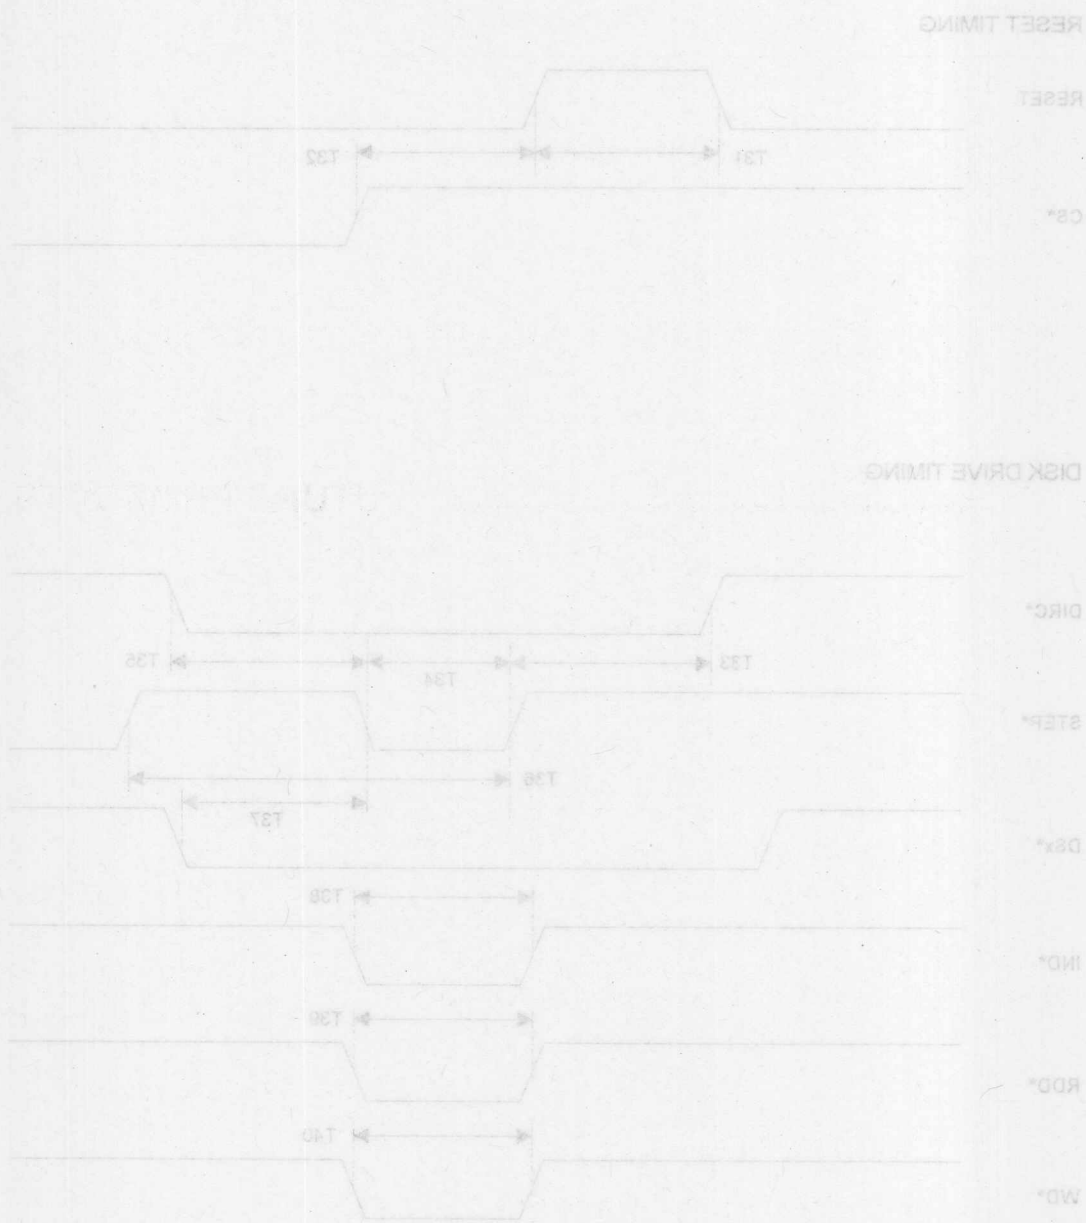 RESET TIMING
RESET
T31
T32
CS*
DISK DRIVE TIMING
DIRC*
T33
T34
T35
STEP*
T36
T37
DSx*
T38
IND*
T39
RDD*
T40
WD*